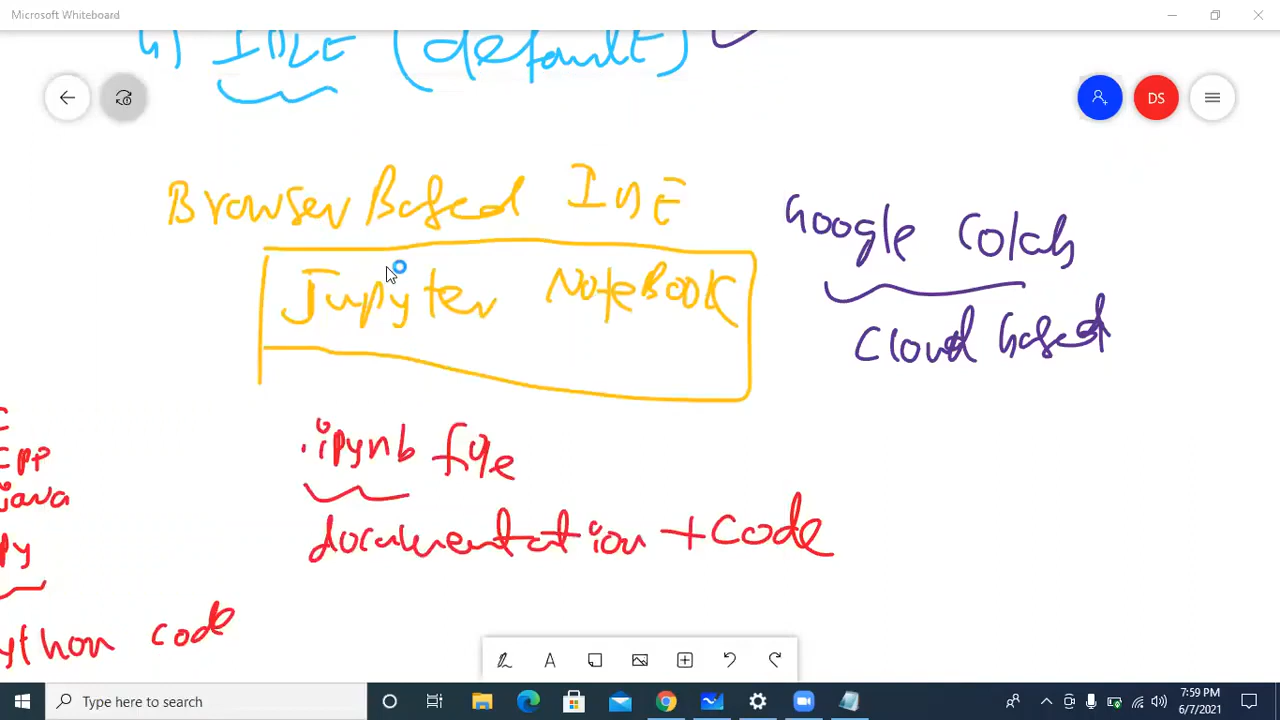 Microsoft Whiteboard
4) IDLE (default)
DS
Browser Based IDE
Google Colab
Jupyter NoteBook
Cloud based
.ipynb file
CPP
java
py
documentation + Code
ython code
Type here to search
7:59 PM
6/7/2021